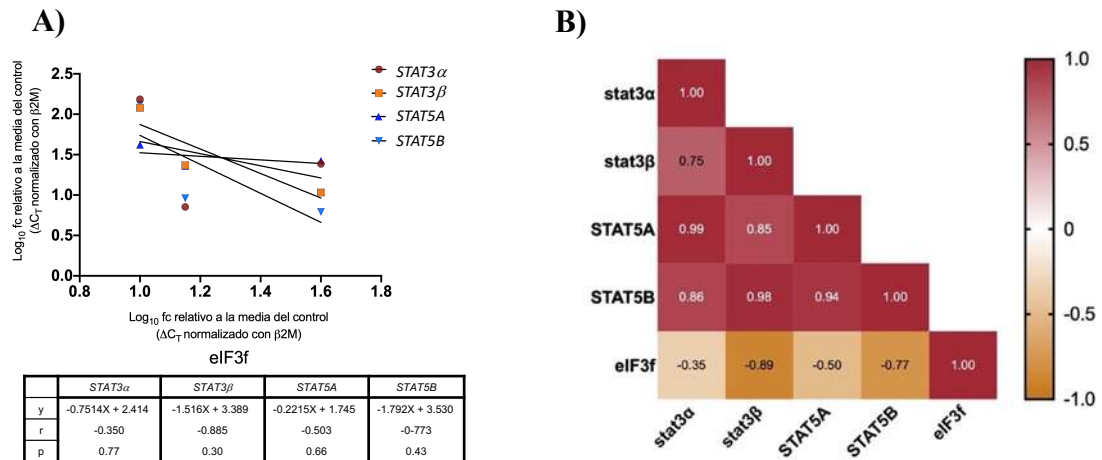 A)
Log10 fc relativo a la media del control
(ΔCT normalizado con β2M)
2.5
2.0
1.5
1.0
0.5
0.0
0.8 1.0 1.2 1.4 1.6 1.8
Log10 fc relativo a la media del control
(ΔCT normalizado con β2M)
eIF3f
STAT3α
STAT3β
STAT5A
STAT5B
STAT3α STAT3β STAT5A STAT5B
y -0.7514X + 2.414 -1.516X + 3.389 -0.2215X + 1.745 -1.792X + 3.530
r -0.350 -0.885 -0.503 -0-773
p 0.77 0.30 0.66 0.43
B)
stat3α 1.00
stat3β 0.75 1.00
STAT5A 0.99 0.85 1.00
STAT5B 0.86 0.98 0.94 1.00
eIF3f -0.35 -0.89 -0.50 -0.77 1.00
stat3α stat3β STAT5A STAT5B eIF3f
1.0
0.5
0
-0.5
-1.0